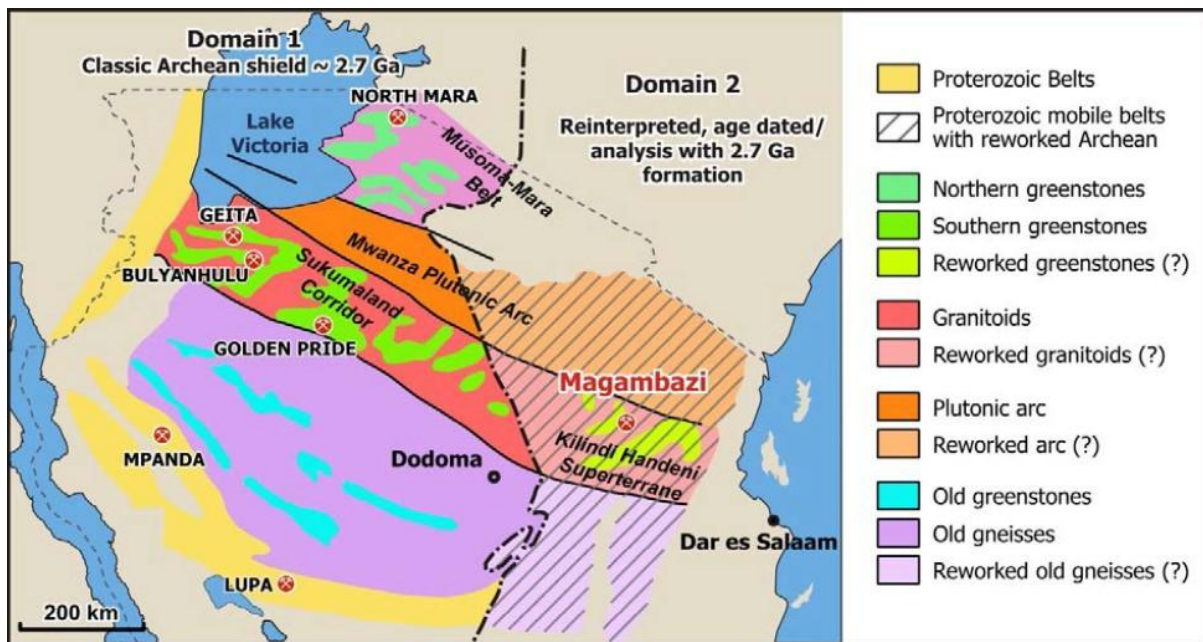 Domain 1
Classic Archean shield ~ 2.7 Ga
NORTH MARA
Lake
Victoria
Musoma-Mara
Belt
Domain 2
Reinterpreted, age dated/
analysis with 2.7 Ga
formation
GEITA
BULYANHULU
Sukumaland
Corridor
Mwanza Plutonic Arc
GOLDEN PRIDE
Magambazi
Kilindi Handeni
Superterrane
MPANDA
Dodoma
Dar es Salaam
LUPA
200 km
Proterozoic Belts
Proterozoic mobile belts
with reworked Archean
Northern greenstones
Southern greenstones
Reworked greenstones (?)
Granitoids
Reworked granitoids (?)
Plutonic arc
Reworked arc (?)
Old greenstones
Old gneisses
Reworked old gneisses (?)